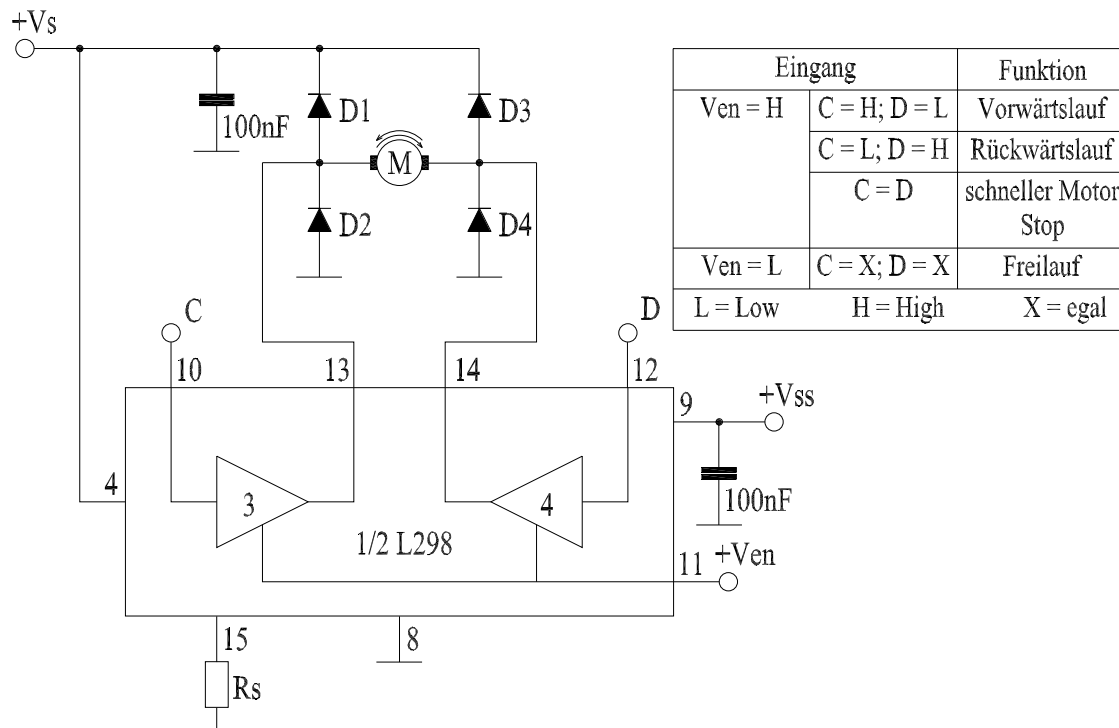 +Vs
Eingang Funktion
Ven = H C = H; D = L Vorwärtslauf
C = L; D = H Rückwärtslauf
C = D schneller Motor
Stop
Ven = L C = X; D = X Freilauf
L = Low H = High X = egal
100nF
D1
D3
M
D2
D4
C
D
10
13
14
12
9
+Vss
4
3
4
100nF
1/2 L298
11
+Ven
15
8
Rs